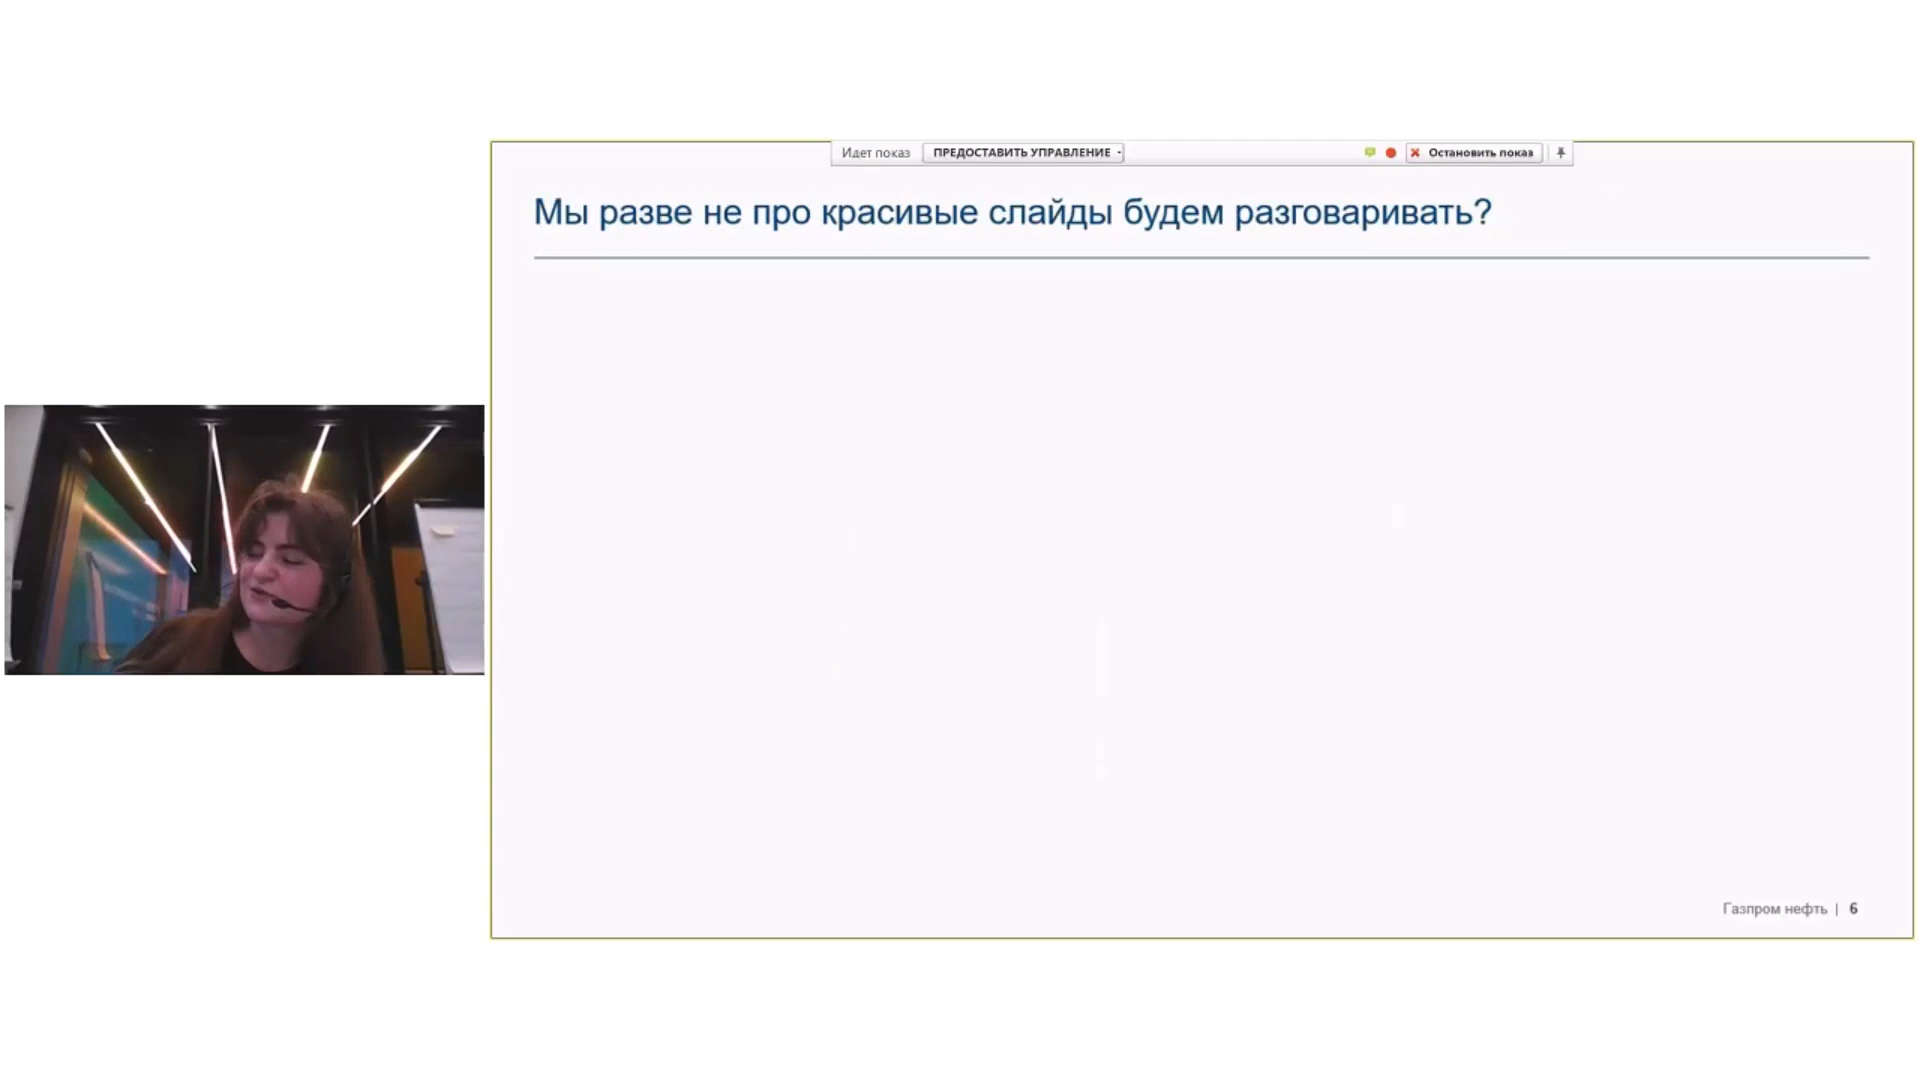 Идет показ ПРЕДОСТАВИТЬ УПРАВЛЕНИЕ Остановить показ
Мы разве не про красивые слайды будем разговаривать?
Газпром нефть | 6